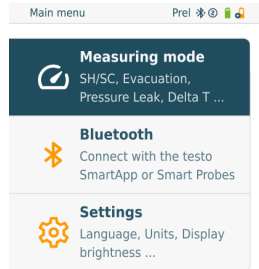 Main menu Prel 2
Measuring mode
SH/SC, Evacuation,
Pressure Leak, Delta T ...
Bluetooth
Connect with the testo
SmartApp or Smart Probes
Settings
Language, Units, Display
brightness ...